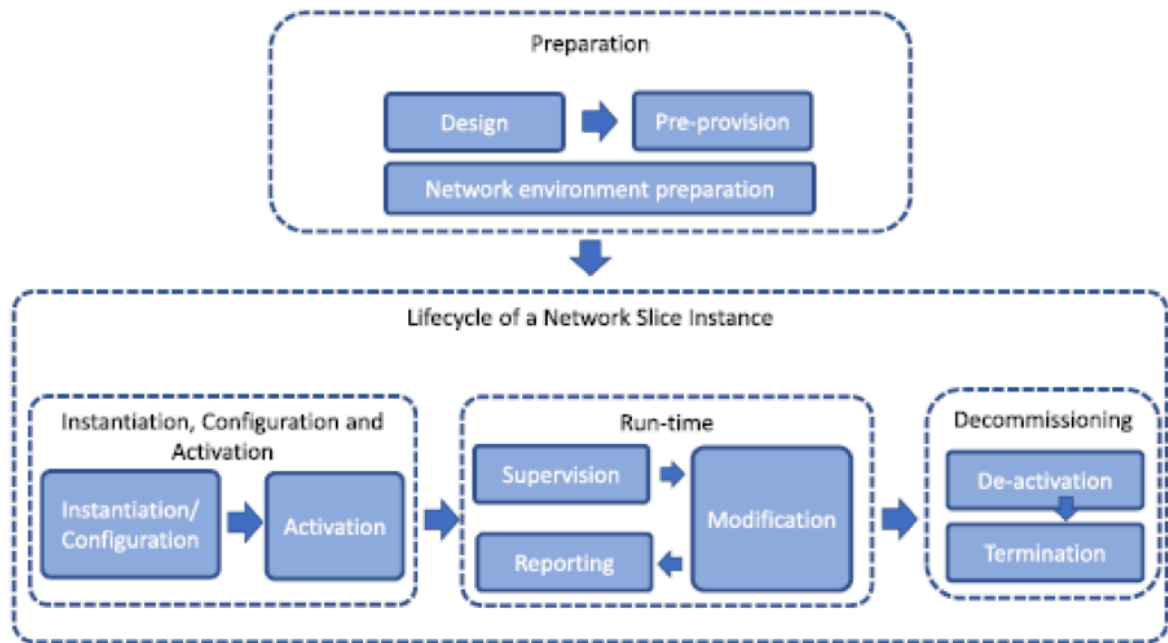 Preparation
Design
Pre-provision
Network environment preparation
Lifecycle of a Network Slice Instance
Instantiation, Configuration and
Activation
Instantiation/
Configuration
Activation
Run-time
Supervision
Reporting
Modification
Decommissioning
De-activation
Termination